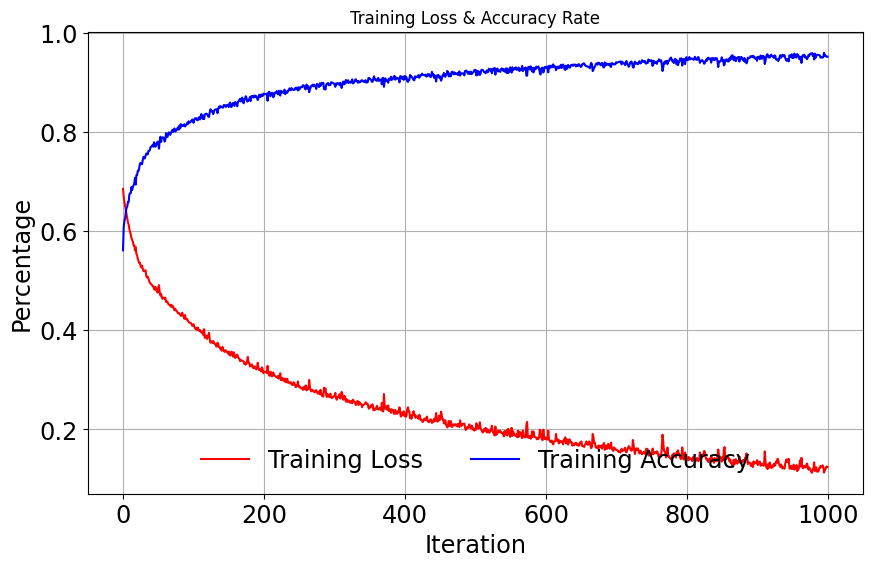 Training Loss & Accuracy Rate
Percentage
1.0
0.8
0.6
0.4
0.2
Training Loss Training Accuracy
0 200 400 600 800 1000
Iteration